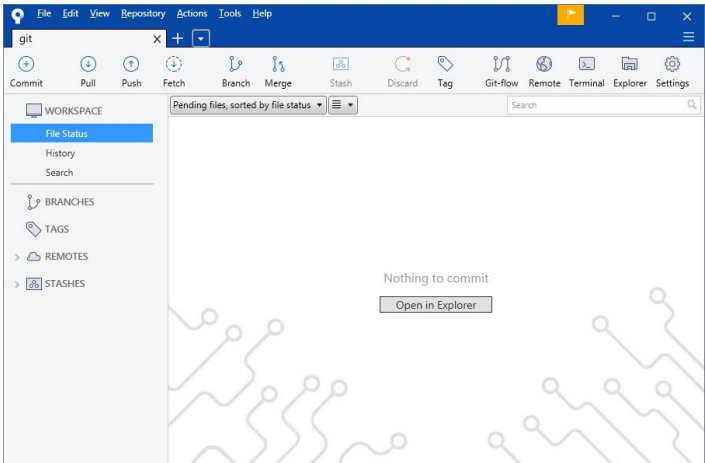 File Edit View Repository Actions Tools Help
git
Commit Pull Push Fetch Branch Merge Stash Discard Tag Git-flow Remote Terminal Explorer Settings
WORKSPACE
Pending files, sorted by file status
Search
File Status
History
Search
BRANCHES
TAGS
REMOTES
STASHES
Nothing to commit
Open in Explorer